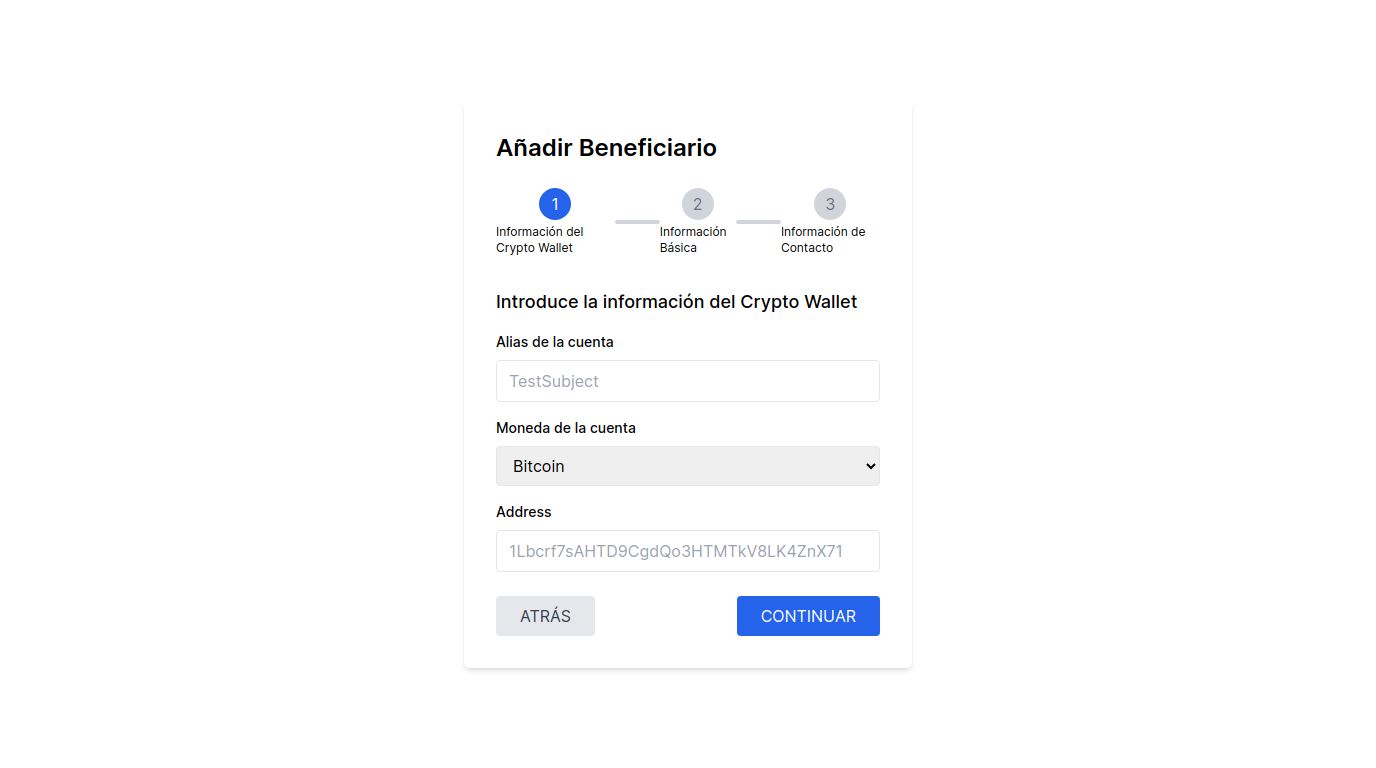 Añadir Beneficiario
1
2
3
Información del
Crypto Wallet
Información
Básica
Información de
Contacto
Introduce la información del Crypto Wallet
Alias de la cuenta
TestSubject
Moneda de la cuenta
Bitcoin
Address
1Lbcrf7sAHTD9CgdQo3HTMTkV8LK4ZnX71
ATRÁS
CONTINUAR